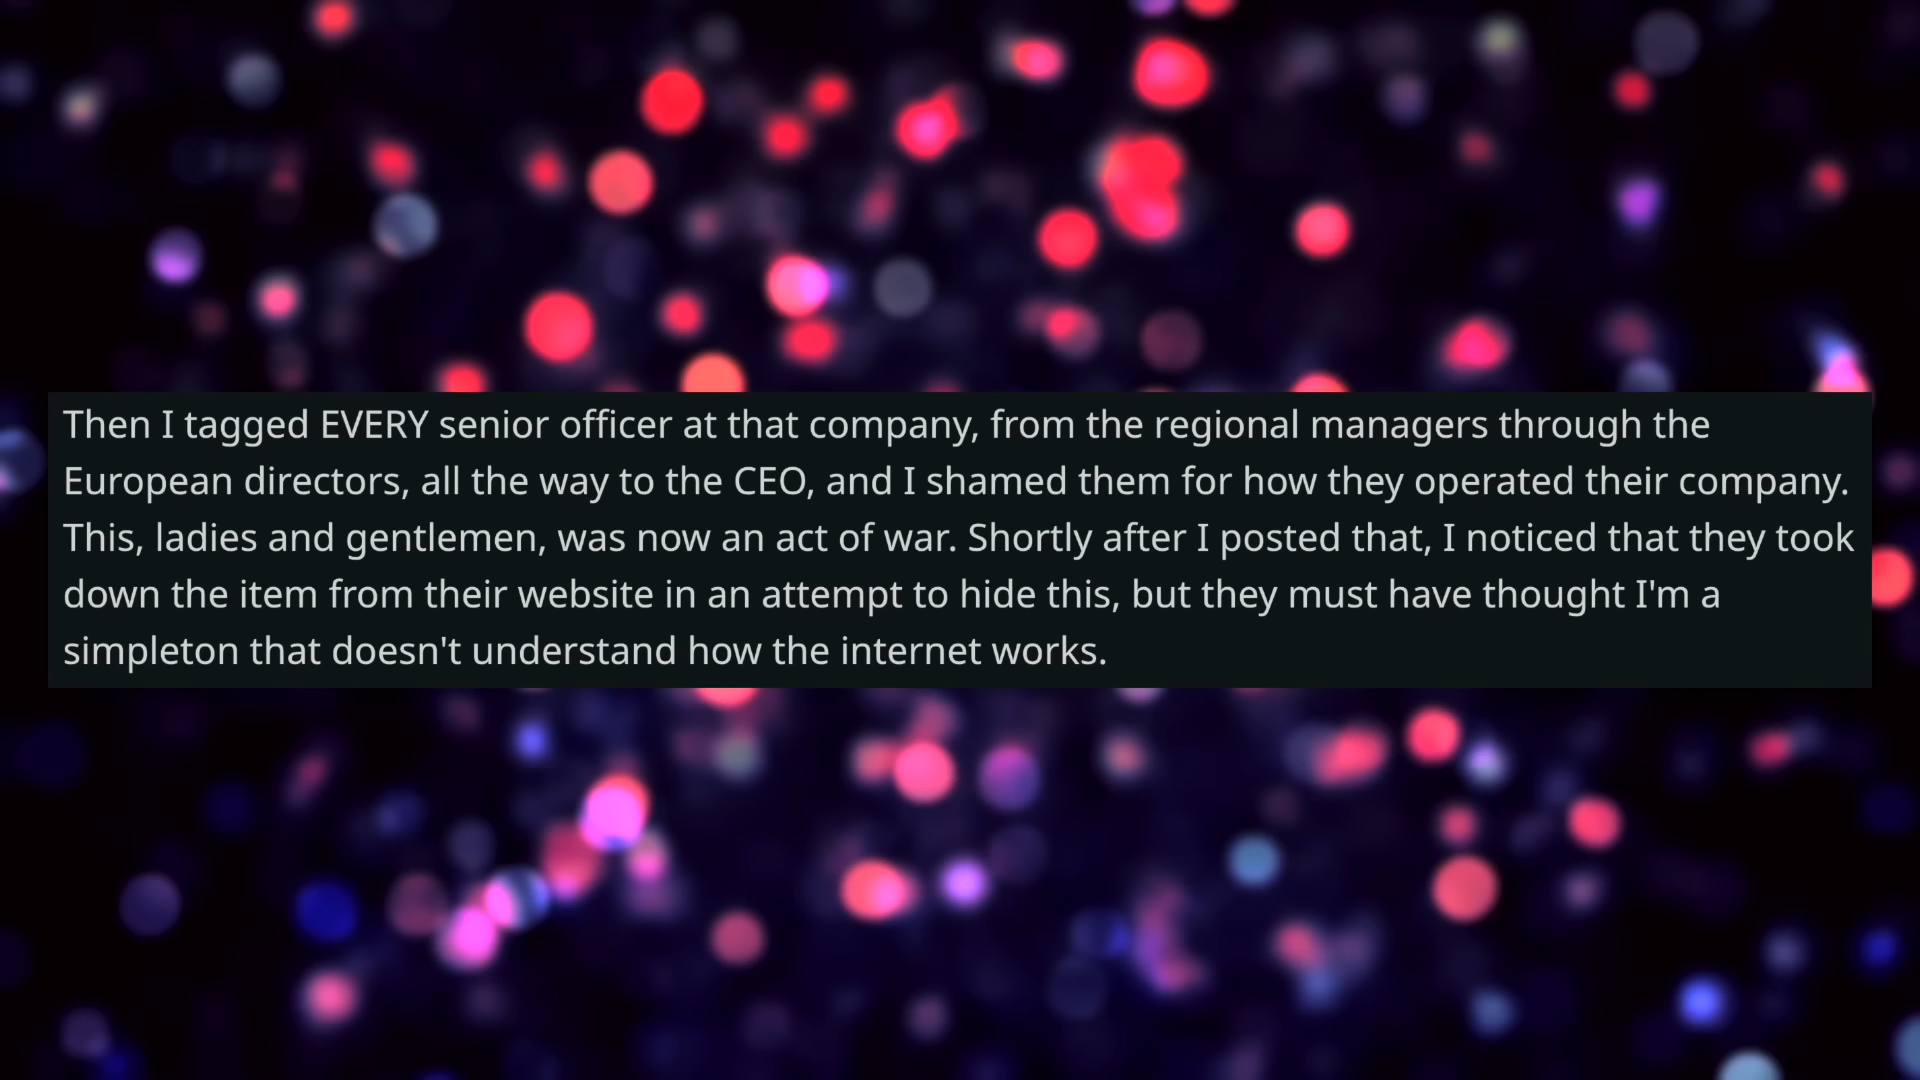 Then I tagged EVERY senior officer at that company, from the regional managers through the
European directors, all the way to the CEO, and I shamed them for how they operated their company.
This, ladies and gentlemen, was now an act of war. Shortly after I posted that, I noticed that they took
down the item from their website in an attempt to hide this, but they must have thought I'm a
simpleton that doesn't understand how the internet works.